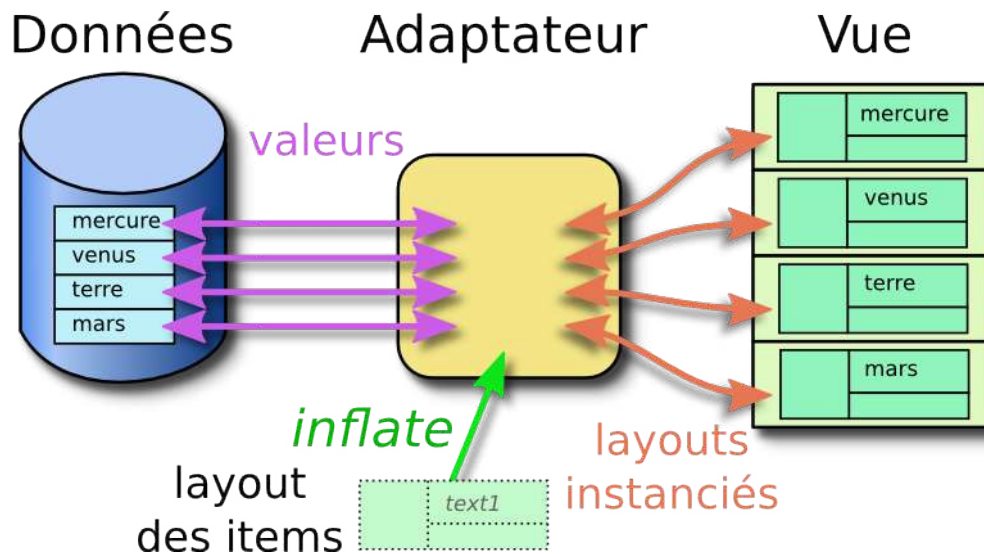 Données
Adaptateur
Vue
valeurs
mercure
venus
terre
mars
mercure
venus
terre
mars
inflate
layout
des items
text1
layouts
instanciés